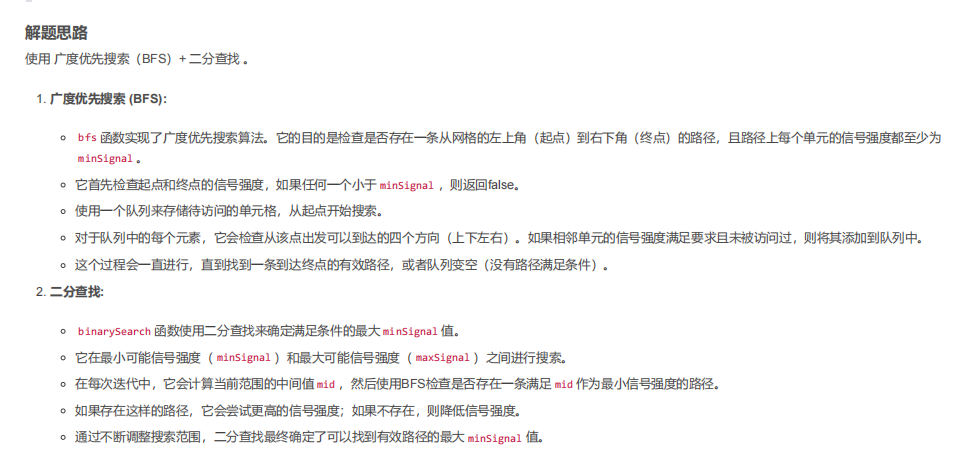 解题思路
使用 广度优先搜索（BFS）+ 二分查找 。
1. 广度优先搜索 (BFS):
bfs 函数实现了广度优先搜索算法。它的目的是检查是否存在一条从网格的左上角（起点）到右下角（终点）的路径，且路径上每个单元的信号强度都至少为
minSignal 。
它首先检查起点和终点的信号强度，如果任何一个小于 minSignal ，则返回false。
使用一个队列来存储待访问的单元格，从起点开始搜索。
对于队列中的每个元素，它会检查从该点出发可以到达的四个方向（上下左右）。如果相邻单元的信号强度满足要求且未被访问过，则将其添加到队列中。
这个过程会一直进行，直到找到一条到达终点的有效路径，或者队列变空（没有路径满足条件）。
2. 二分查找:
binarySearch 函数使用二分查找来确定满足条件的最大 minSignal 值。
它在最小可能信号强度（ minSignal ）和最大可能信号强度（ maxSignal ）之间进行搜索。
在每次迭代中，它会计算当前范围的中间值 mid ，然后使用BFS检查是否存在一条满足 mid 作为最小信号强度的路径。
如果存在这样的路径，它会尝试更高的信号强度；如果不存在，则降低信号强度。
通过不断调整搜索范围，二分查找最终确定了可以找到有效路径的最大 minSignal 值。